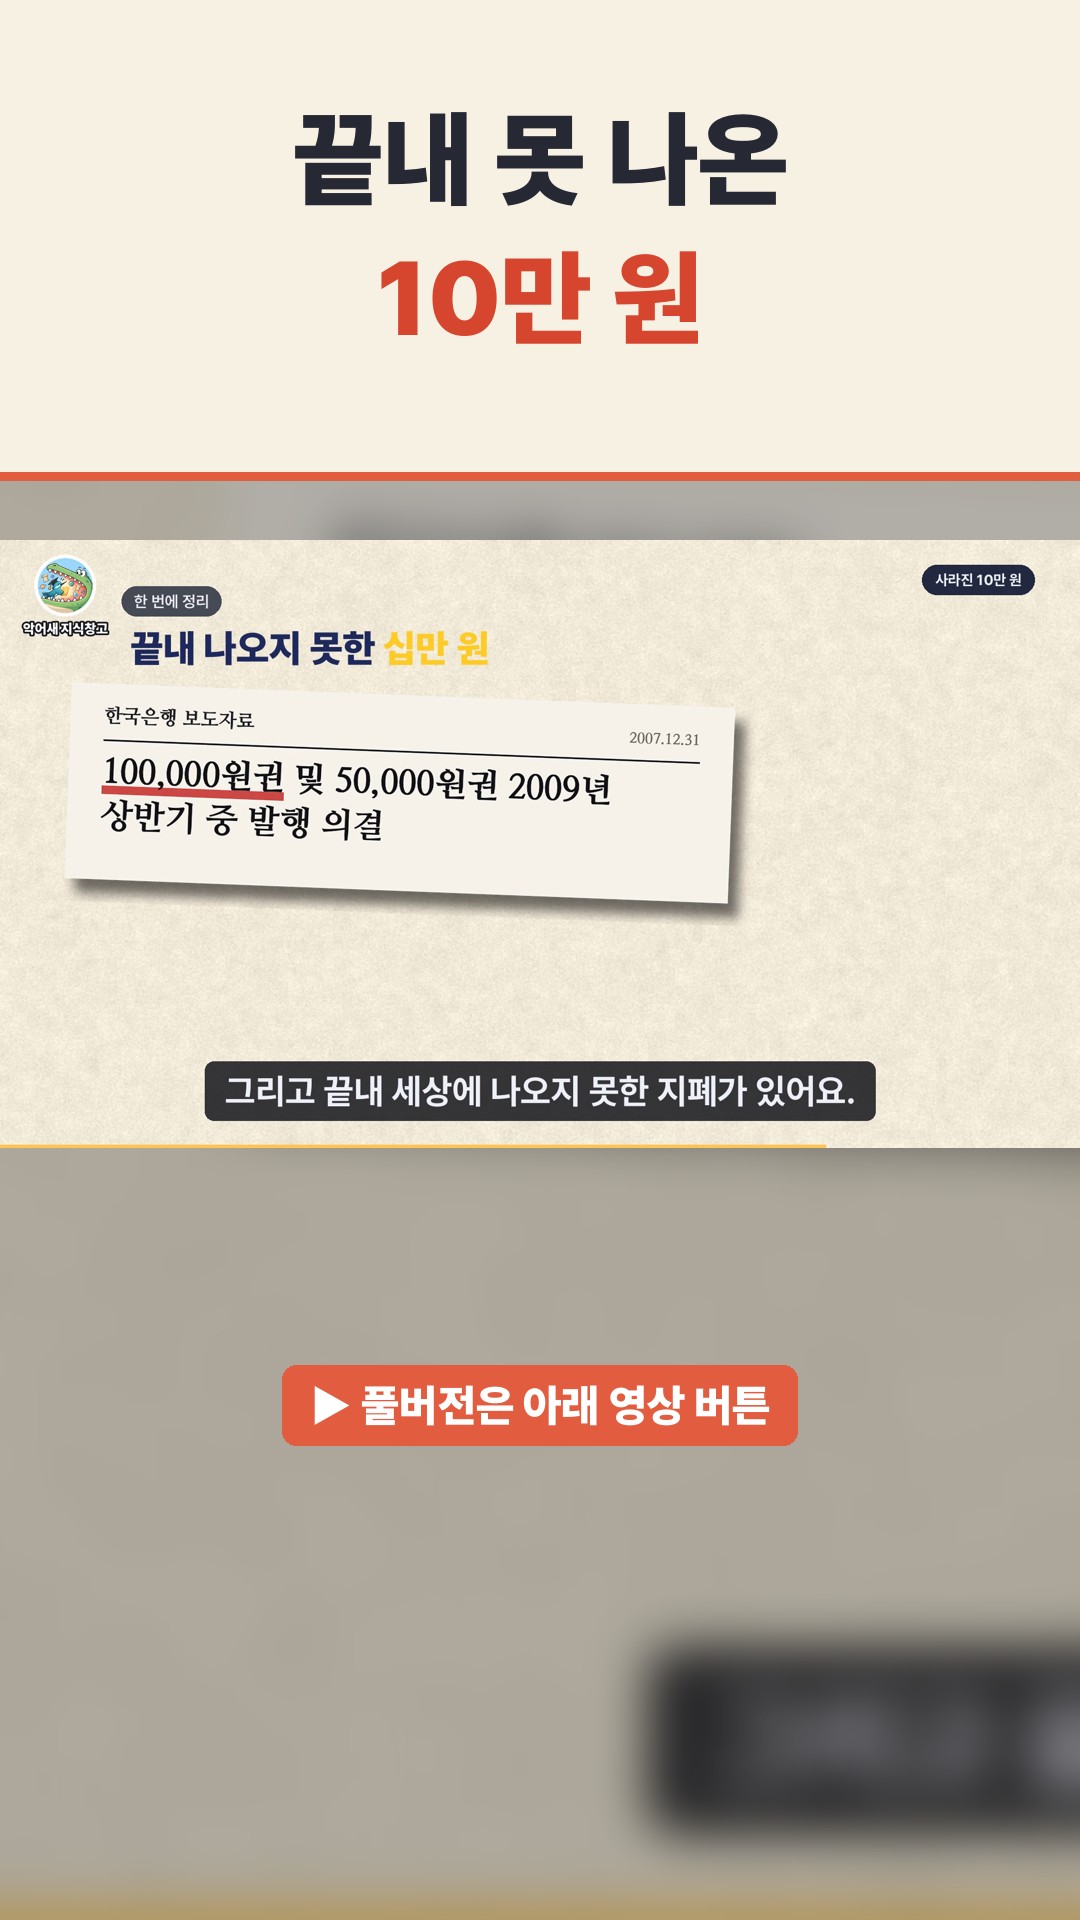 끝내 못 나온
10만 원
악어새 지식창고
한 번에 정리
사라진 10만 원
끝내 나오지 못한 십만 원
한국은행 보도자료
2007.12.31
100,000원권 및 50,000원권 2009년
상반기 중 발행 의결
그리고 끝내 세상에 나오지 못한 지폐가 있어요.
▶ 풀버전은 아래 영상 버튼